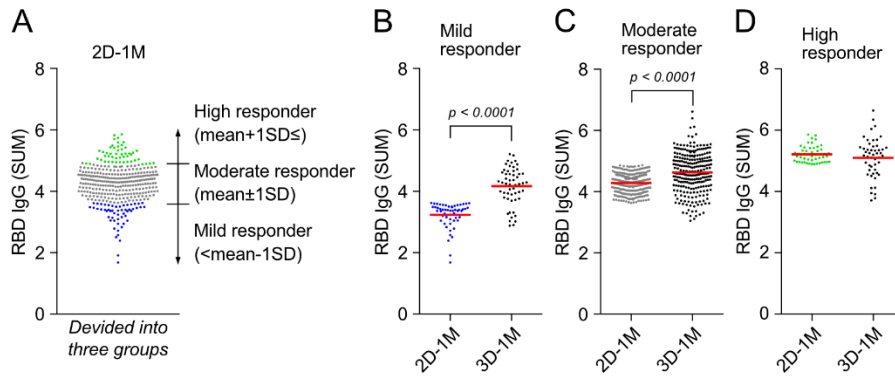 A
2D-1M
RBD IgG (SUM)
8
6
4
2
0
High responder
(mean+1SD≤)
Moderate responder
(mean±1SD)
Mild responder
(<mean-1SD)
Devided into
three groups
B
Mild
responder
p < 0.0001
RBD IgG (SUM)
8
6
4
2
0
2D-1M
3D-1M
C
Moderate
responder
p < 0.0001
RBD IgG (SUM)
8
6
4
2
0
2D-1M
3D-1M
D
High
responder
RBD IgG (SUM)
8
6
4
2
0
2D-1M
3D-1M